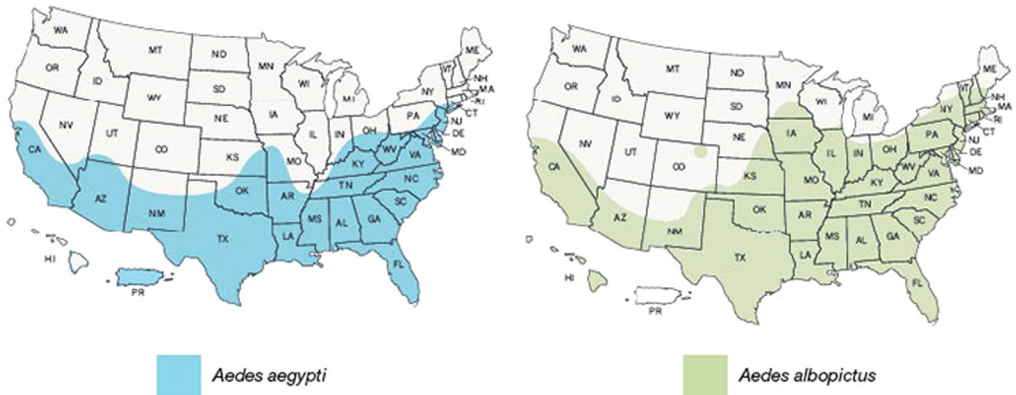 WA
MT
ND
MN
ME
VT
OR
ID
SD
WI
NY
NH
MA
WY
MI
RI
CT
NE
IA
PA
NJ
NV
UT
IL
IN
OH
DE
CO
KS
MO
WV
MD
CA
KY
VA
AZ
NM
OK
AR
TN
NC
SC
MS
AL
GA
TX
LA
FL
HI
PR
Aedes aegypti
WA
MT
ND
MN
ME
VT
OR
ID
SD
WI
NY
NH
MA
WY
MI
RI
CT
NE
IA
PA
NJ
NV
UT
IL
IN
OH
DE
CO
KS
MO
WV
MD
CA
KY
VA
AZ
NM
OK
AR
TN
NC
SC
MS
AL
GA
TX
LA
FL
HI
PR
Aedes albopictus